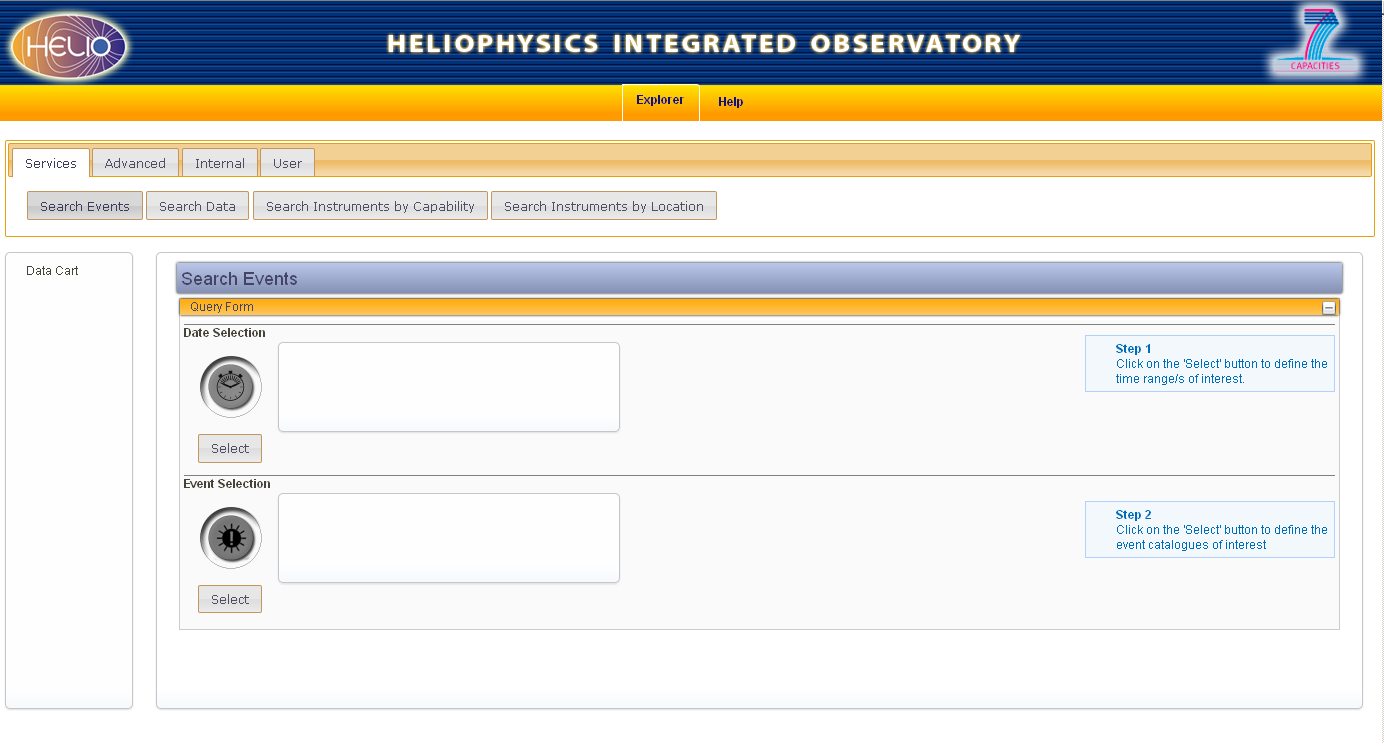 HELIO
HELIOPHYSICS INTEGRATED OBSERVATORY
7
CAPACITIES
Explorer Help
Services Advanced Internal User
Search Events Search Data Search Instruments by Capability Search Instruments by Location
Data Cart
Search Events
Query Form
Date Selection
Select
Step 1
Click on the 'Select' button to define the
time range/s of interest.
Event Selection
Select
Step 2
Click on the 'Select' button to define the
event catalogues of interest